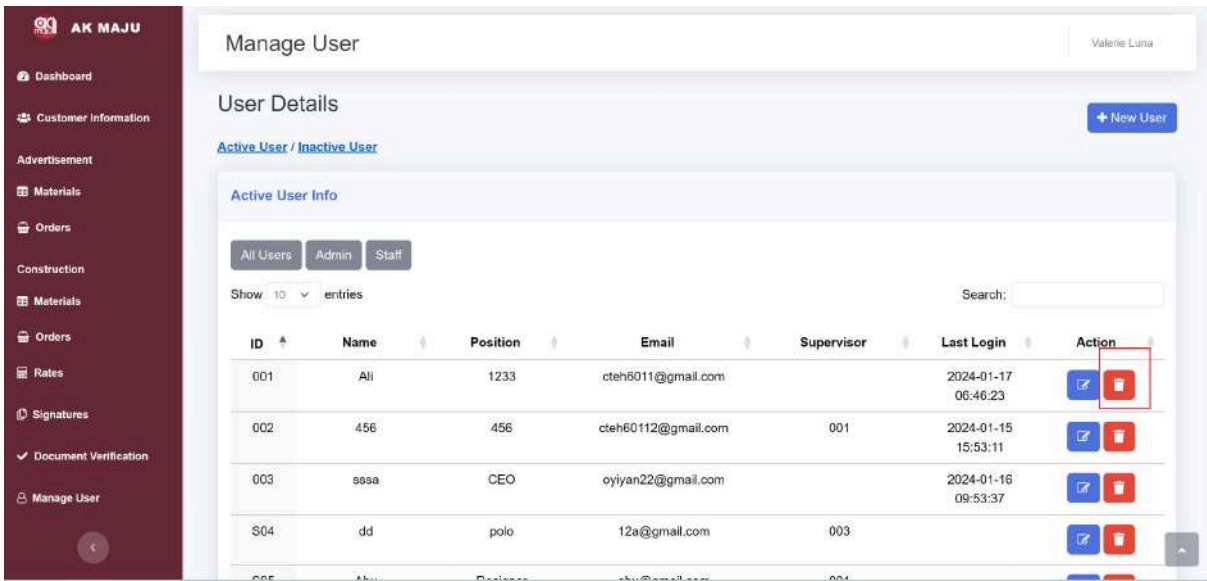 AK MAJU
Manage User
Valerie Luna
Dashboard
User Details
Customer Information
+ New User
Active User / Inactive User
Advertisement
Materials
Active User Info
Orders
All Users Admin Staff
Construction
Show 10 entries Search:
Materials
Orders
ID Name Position Email Supervisor Last Login Action
Rates
001 Ali 1233 cteh6011@gmail.com 2024-01-17
06:46:23
Signatures
002 456 456 cteh60112@gmail.com 001 2024-01-15
15:53:11
Document Verification
003 sssa CEO oyiyan22@gmail.com 2024-01-16
09:53:37
Manage User
S04 dd polo 12a@gmail.com 003